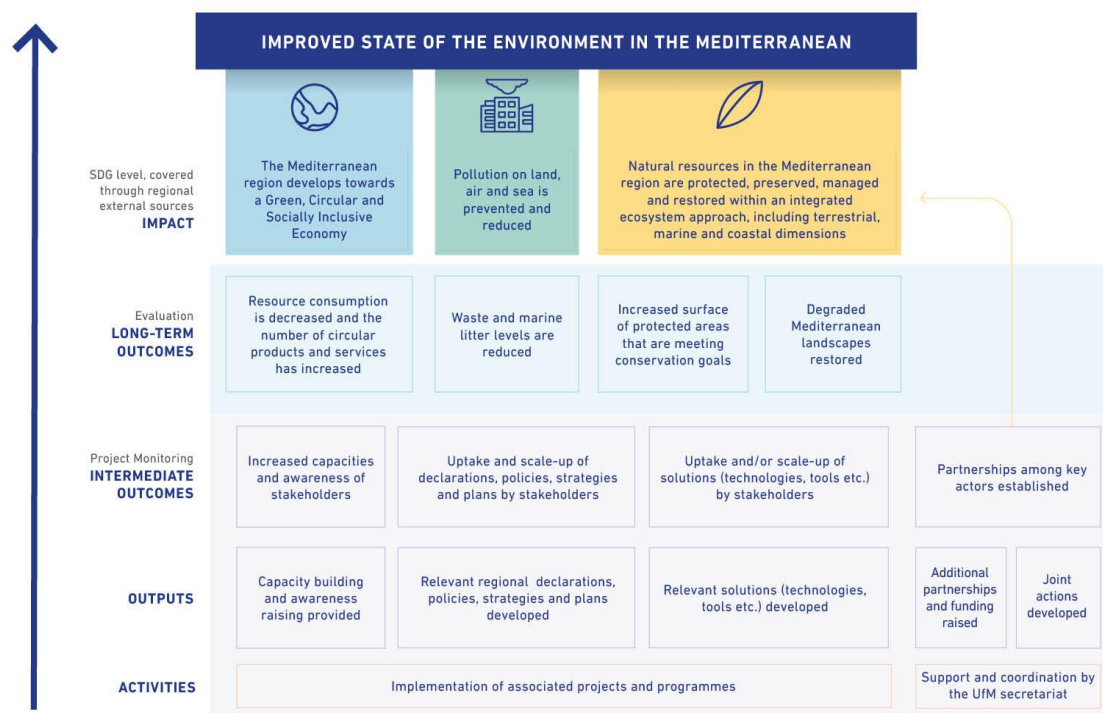 IMPROVED STATE OF THE ENVIRONMENT IN THE MEDITERRANEAN
SDG level, covered
through regional
external sources
IMPACT
The Mediterranean
region develops towards
a Green, Circular and
Socially Inclusive
Economy
Pollution on land,
air and sea is
prevented and
reduced
Natural resources in the Mediterranean
region are protected, preserved, managed
and restored within an integrated
ecosystem approach, including terrestrial,
marine and coastal dimensions
Evaluation
LONG-TERM
OUTCOMES
Resource consumption
is decreased and the
number of circular
products and services
has increased
Waste and marine
litter levels are
reduced
Increased surface
of protected areas
that are meeting
conservation goals
Degraded
Mediterranean
landscapes
restored
Project Monitoring
INTERMEDIATE
OUTCOMES
Increased capacities
and awareness of
stakeholders
Uptake and scale-up of
declarations, policies, strategies
and plans by stakeholders
Uptake and/or scale-up of
solutions (technologies, tools etc.)
by stakeholders
Partnerships among key
actors established
OUTPUTS
Capacity building
and awareness
raising provided
Relevant regional declarations,
policies, strategies and plans
developed
Relevant solutions (technologies,
tools etc.) developed
Additional
partnerships
and funding
raised
Joint
actions
developed
ACTIVITIES
Implementation of associated projects and programmes
Support and coordination by
the UfM secretariat